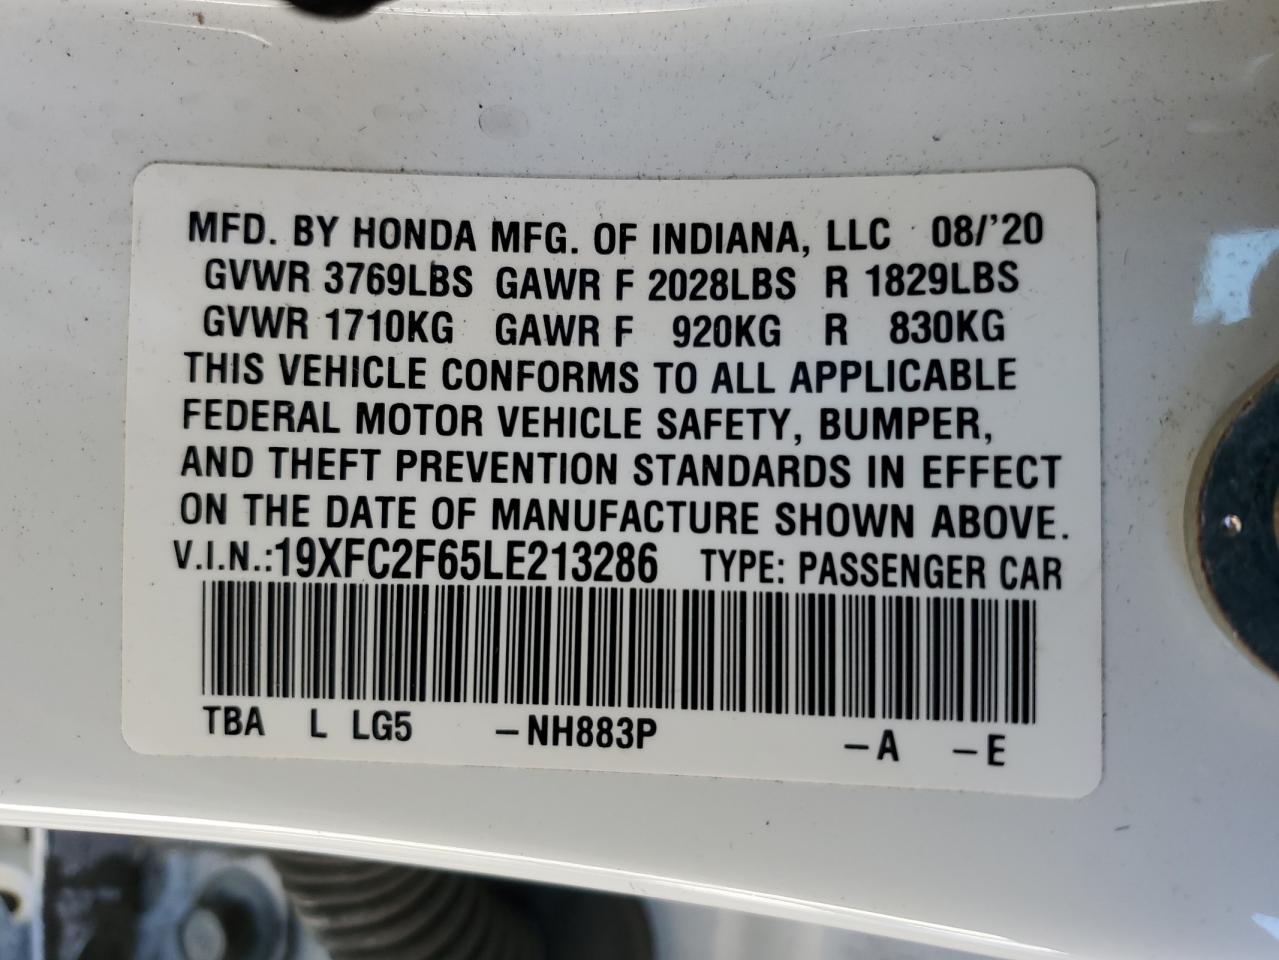 MFD. BY HONDA MFG. OF INDIANA, LLC 08/'20
GVWR 3769LBS GAWR F 2028LBS R 1829LBS
GVWR 1710KG GAWR F 920KG R 830KG
THIS VEHICLE CONFORMS TO ALL APPLICABLE
FEDERAL MOTOR VEHICLE SAFETY, BUMPER,
AND THEFT PREVENTION STANDARDS IN EFFECT
ON THE DATE OF MANUFACTURE SHOWN ABOVE.
V.I.N.:19XFC2F65LE213286 TYPE: PASSENGER CAR
TBA L LG5 –NH883P –A –E